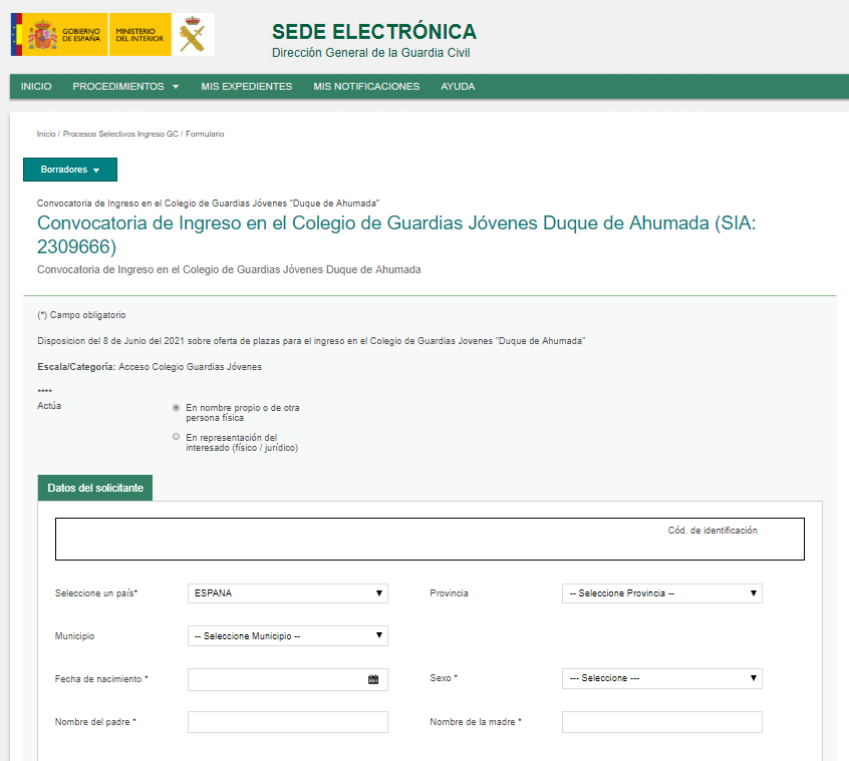 GOBIERNO
DE ESPAÑA
MINISTERIO
DEL INTERIOR
SEDE ELECTRÓNICA
Dirección General de la Guardia Civil
INICIO PROCEDIMIENTOS MIS EXPEDIENTES MIS NOTIFICACIONES AYUDA
Inicio / Procesos Selectivos Ingreso GC / Formulario
Borradores
Convocatoria de Ingreso en el Colegio de Guardias Jóvenes "Duque de Ahumada"
Convocatoria de Ingreso en el Colegio de Guardias Jóvenes Duque de Ahumada (SIA:
2309666)
Convocatoria de Ingreso en el Colegio de Guardias Jóvenes Duque de Ahumada
(*) Campo obligatorio
Disposicion del 8 de Junio del 2021 sobre oferta de plazas para el ingreso en el Colegio de Guardias Jovenes "Duque de Ahumada"
Escala/Categoría: Acceso Colegio Guardias Jóvenes
****
Actúa
En nombre propio o de otra
persona física
En representación del
interesado (físico / jurídico)
Datos del solicitante
Cód. de identificación
Seleccione un país* ESPANA Provincia -- Seleccione Provincia --
Municipio -- Seleccione Municipio --
Fecha de nacimiento * Sexo * --- Seleccione ---
Nombre del padre * Nombre de la madre *